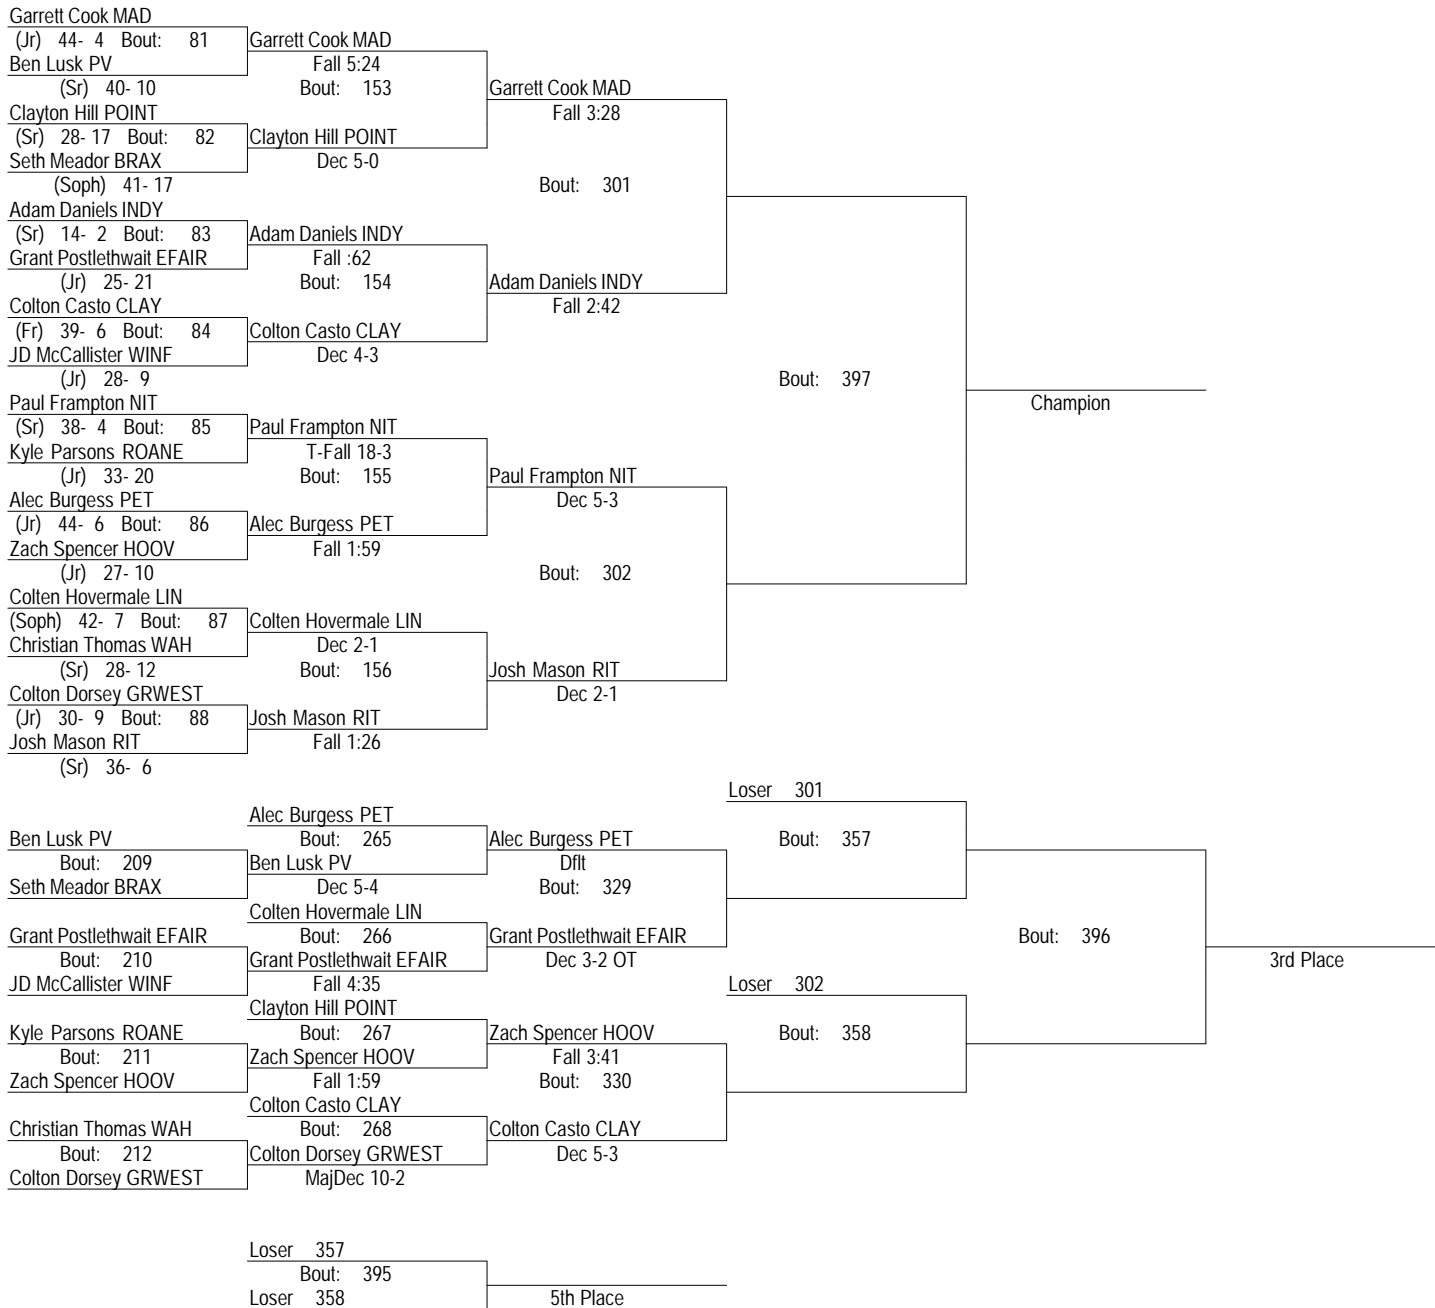 Garrett Cook MAD
(Jr) 44- 4 Bout: 81 Garrett Cook MAD
Ben Lusk PV Fall 5:24
(Sr) 40- 10 Bout: 153 Garrett Cook MAD
Clayton Hill POINT Fall 3:28
(Sr) 28- 17 Bout: 82 Clayton Hill POINT
Seth Meador BRAX Dec 5-0
(Soph) 41- 17 Bout: 301
Adam Daniels INDY
(Sr) 14- 2 Bout: 83 Adam Daniels INDY
Grant Postlethwait EFAIR Fall :62
(Jr) 25- 21 Bout: 154 Adam Daniels INDY
Colton Casto CLAY Fall 2:42
(Fr) 39- 6 Bout: 84 Colton Casto CLAY
JD McCallister WINF Dec 4-3
(Jr) 28- 9 Bout: 397
Paul Frampton NIT Champion
(Sr) 38- 4 Bout: 85 Paul Frampton NIT
Kyle Parsons ROANE T-Fall 18-3
(Jr) 33- 20 Bout: 155 Paul Frampton NIT
Alec Burgess PET Dec 5-3
(Jr) 44- 6 Bout: 86 Alec Burgess PET
Zach Spencer HOOV Fall 1:59
(Jr) 27- 10 Bout: 302
Colten Hovermale LIN
(Soph) 42- 7 Bout: 87 Colten Hovermale LIN
Christian Thomas WAH Dec 2-1
(Sr) 28- 12 Bout: 156 Josh Mason RIT
Colton Dorsey GRWEST Dec 2-1
(Jr) 30- 9 Bout: 88 Josh Mason RIT
Josh Mason RIT Fall 1:26
(Sr) 36- 6
Loser 301
Alec Burgess PET
Ben Lusk PV Bout: 265 Alec Burgess PET Bout: 357
Bout: 209 Ben Lusk PV Dflt
Seth Meador BRAX Dec 5-4 Bout: 329
Colten Hovermale LIN
Grant Postlethwait EFAIR Bout: 266 Grant Postlethwait EFAIR Bout: 396
Bout: 210 Grant Postlethwait EFAIR Dec 3-2 OT 3rd Place
JD McCallister WINF Fall 4:35 Loser 302
Clayton Hill POINT
Kyle Parsons ROANE Bout: 267 Zach Spencer HOOV Bout: 358
Bout: 211 Zach Spencer HOOV Fall 3:41
Zach Spencer HOOV Fall 1:59 Bout: 330
Colton Casto CLAY
Christian Thomas WAH Bout: 268 Colton Casto CLAY
Bout: 212 Colton Dorsey GRWEST Dec 5-3
Colton Dorsey GRWEST MajDec 10-2
Loser 357
Bout: 395
Loser 358 5th Place